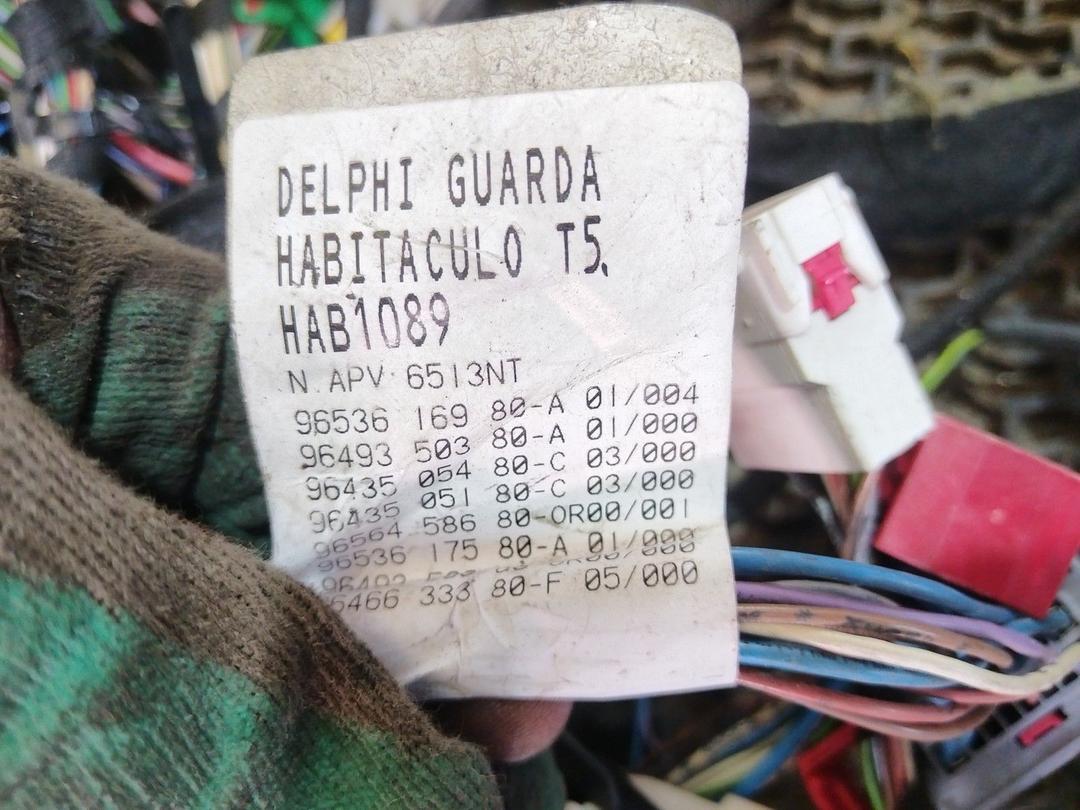 DELPHI GUARDA
HABITACULO T5.
HAB1089
N. APV 6513NT
96536 169 80-A 01/004
96493 503 80-A 01/000
96435 054 80-C 03/000
96435 051 80-C 03/000
96564 586 80-OR00/001
96536 175 80-A 01/000
6466 333 80-F 05/000